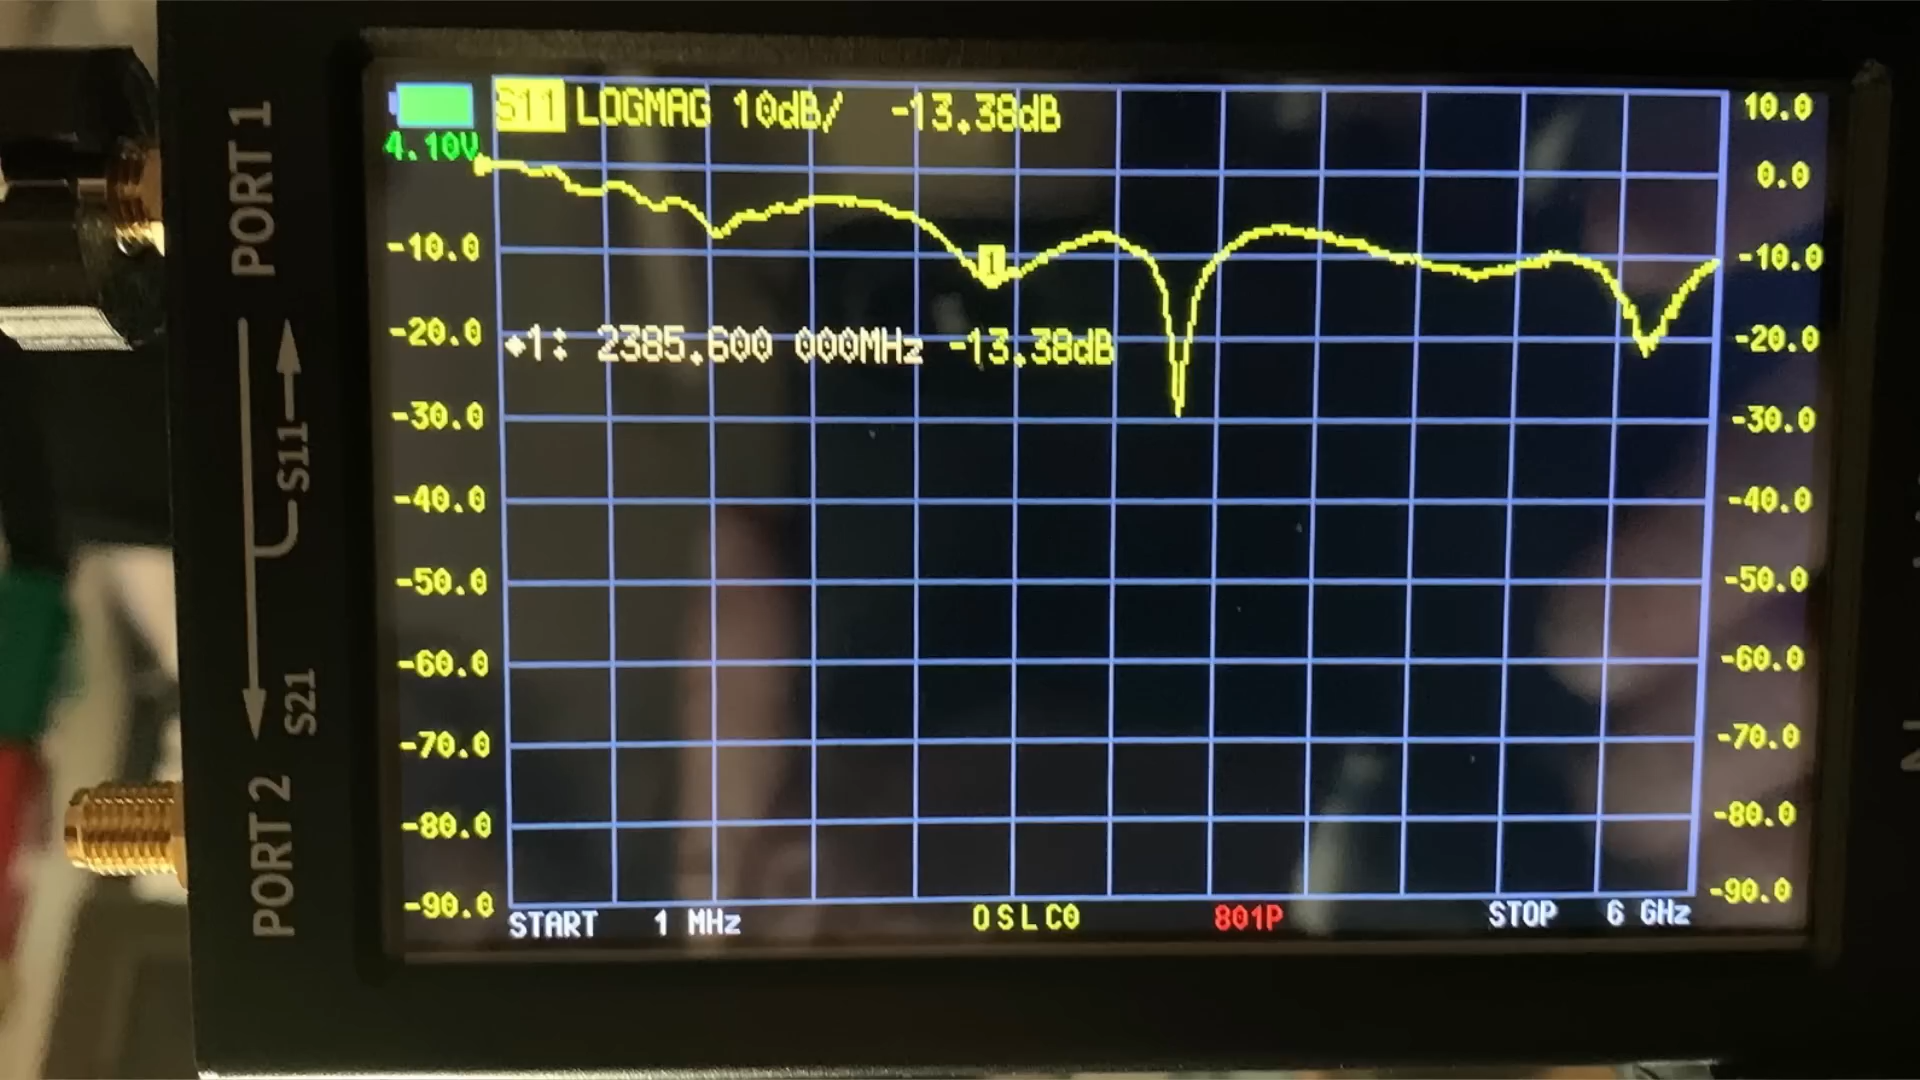 S11 LOGMAG 10dB/ -13.38dB
4.10V
10.0
0.0
-10.0
-20.0
-30.0
-40.0
-50.0
-60.0
-70.0
-80.0
-90.0
1
1: 2385.600 000MHz -13.38dB
-10.0
-20.0
-30.0
-40.0
-50.0
-60.0
-70.0
-80.0
-90.0
START 1 MHz
OSLC0
801P
STOP 6 GHz
PORT 1
S11
S21
PORT 2